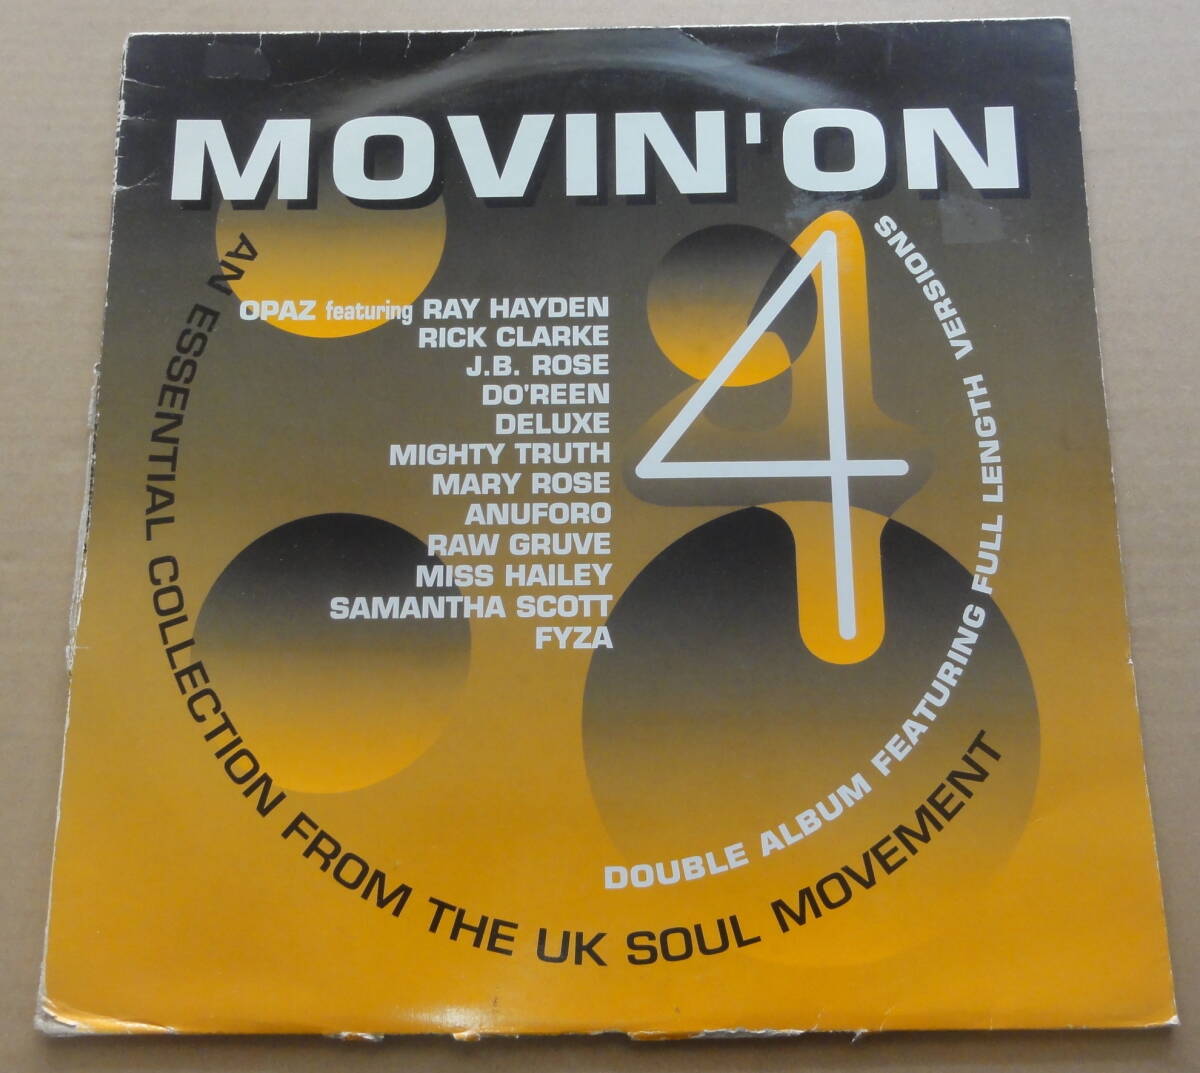 MOVIN'ON
4
OPAZ featuring RAY HAYDEN
RICK CLARKE
J.B. ROSE
DO'REEN
DELUXE
MIGHTY TRUTH
MARY ROSE
ANUFORO
RAW GRUVE
MISS HAILEY
SAMANTHA SCOTT
FYZA
AN ESSENTIAL COLLECTION FROM THE UK SOUL MOVEMENT
DOUBLE ALBUM FEATURING FULL LENGTH VERSIONS